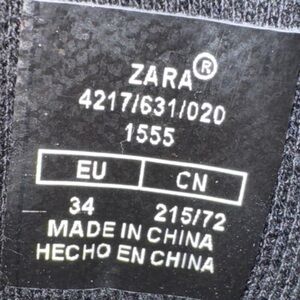 ZARA®
4217/631/020
1555
EU CN
34 215/72
MADE IN CHINA
HECHO EN CHINA